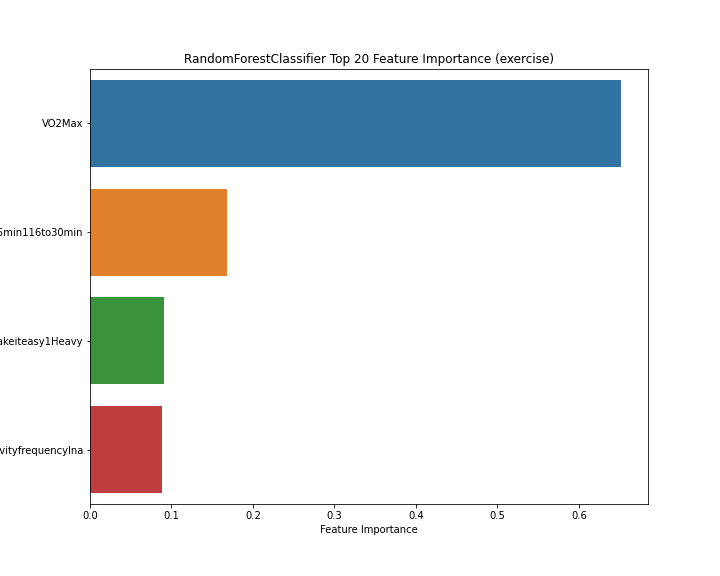 RandomForestClassifier Top 20 Feature Importance (exercise)
VO2Max
5min116to30min
akeiteasy1Heavy
vityfrequencyIna
0.0 0.1 0.2 0.3 0.4 0.5 0.6
Feature Importance